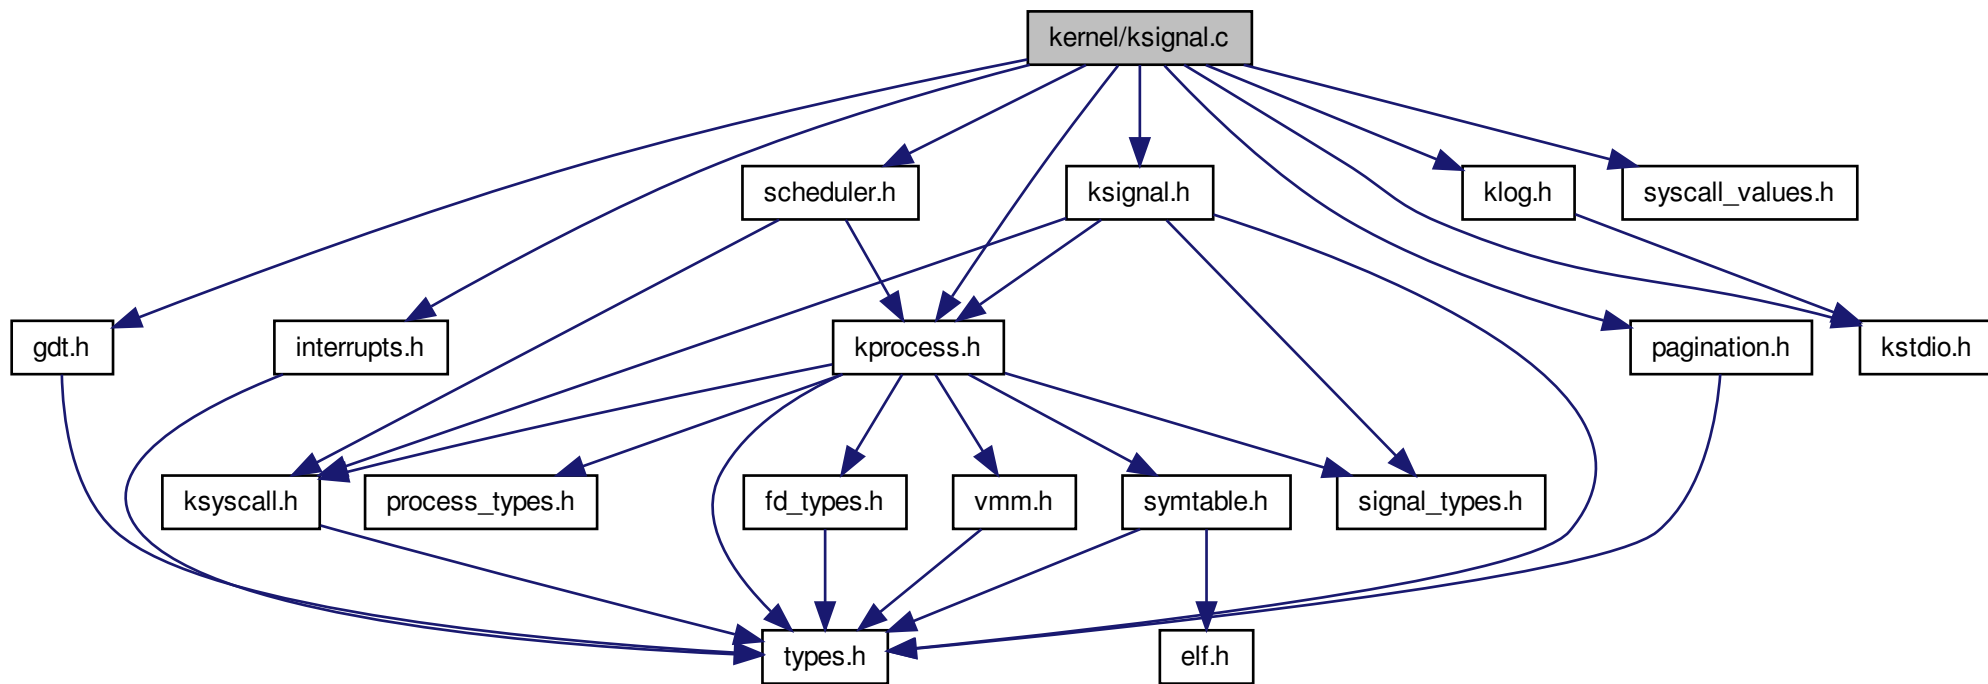 kernel/ksignal.c
scheduler.h
ksignal.h
klog.h
syscall_values.h
gdt.h
interrupts.h
kprocess.h
pagination.h
kstdio.h
ksyscall.h
process_types.h
fd_types.h
vmm.h
symtable.h
signal_types.h
types.h
elf.h